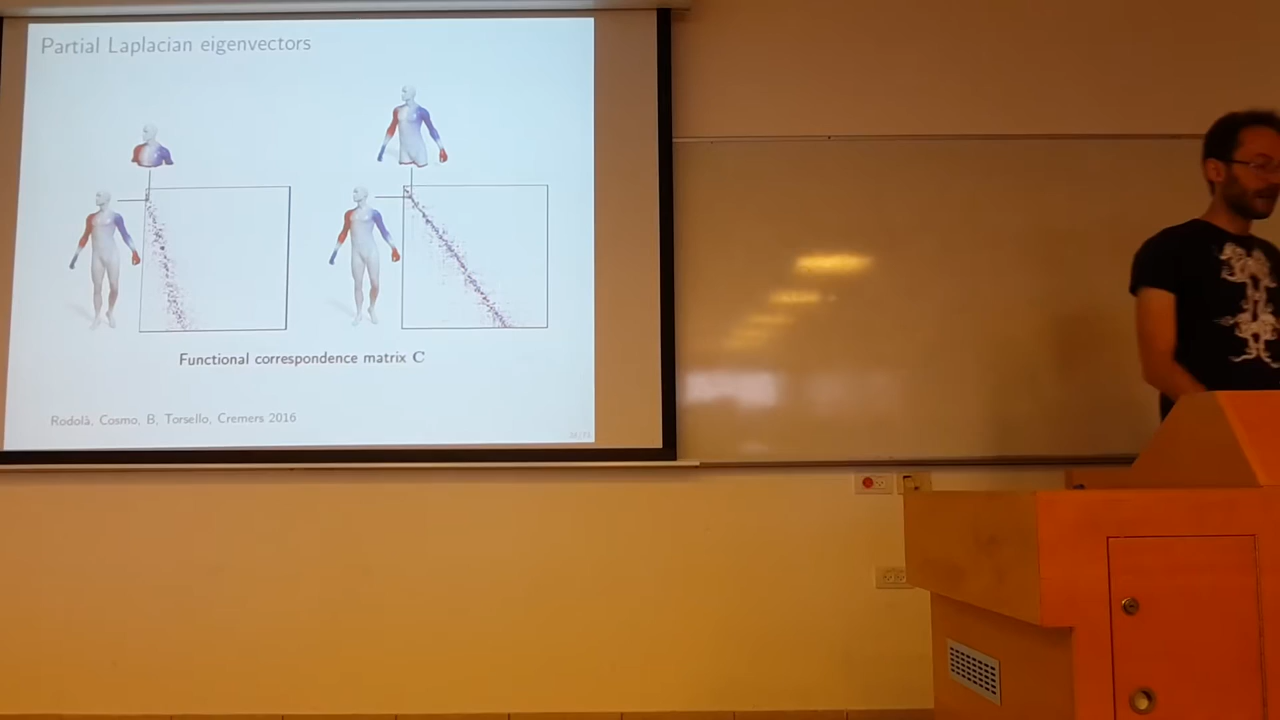 Partial Laplacian eigenvectors
Functional correspondence matrix C
Rodolà, Cosmo, B, Torsello, Cremers 2016